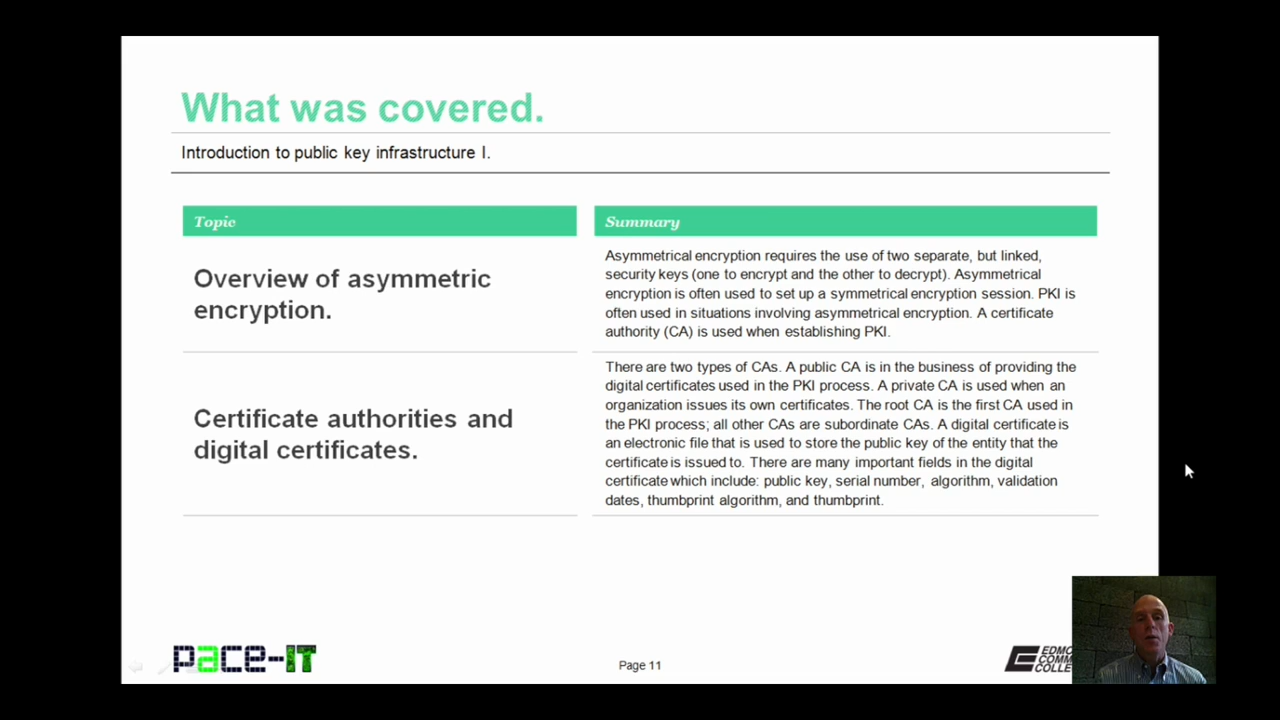 What was covered.
Introduction to public key infrastructure I.
Topic
Summary
Overview of asymmetric
encryption.
Asymmetrical encryption requires the use of two separate, but linked,
security keys (one to encrypt and the other to decrypt). Asymmetrical
encryption is often used to set up a symmetrical encryption session. PKI is
often used in situations involving asymmetrical encryption. A certificate
authority (CA) is used when establishing PKI.
Certificate authorities and
digital certificates.
There are two types of CAs. A public CA is in the business of providing the
digital certificates used in the PKI process. A private CA is used when an
organization issues its own certificates. The root CA is the first CA used in
the PKI process; all other CAs are subordinate CAs. A digital certificate is
an electronic file that is used to store the public key of the entity that the
certificate is issued to. There are many important fields in the digital
certificate which include: public key, serial number, algorithm, validation
dates, thumbprint algorithm, and thumbprint.
pace-IT
Page 11